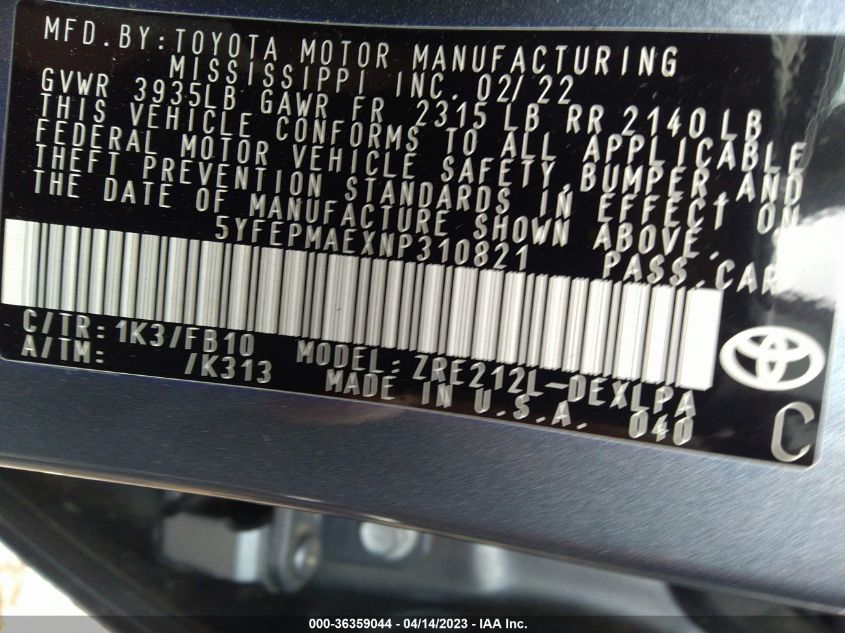 MFD.BY:TOYOTA MOTOR MANUFACTURING
MISSISSIPPI INC. 02/22
GVWR 3935LB GAWR FR 2315 LB RR 2140LB
THIS VEHICLE CONFORMS TO ALL APPLICABLE
FEDERAL MOTOR VEHICLE SAFETY,BUMPER,AND
THEFT PREVENTION STANDARDS IN EFFECT ON
THE DATE OF MANUFACTURE SHOWN ABOVE.
5YFEPMAEXNP310821 PASS.CAR
C/TR: 1K3/FB10 MODEL: ZRE212L-DEXLPA
A/TM: /K313 MADE IN U.S.A. 040
C
000-36359044 - 04/14/2023 - IAA Inc.